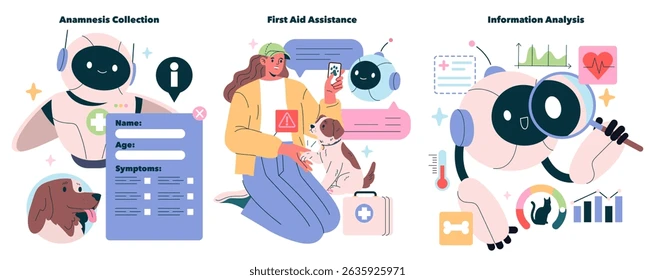 Anamnesis Collection
First Aid Assistance
Information Analysis
i
Name:
Age:
Symptoms:
shutterstock.com · 2635925971